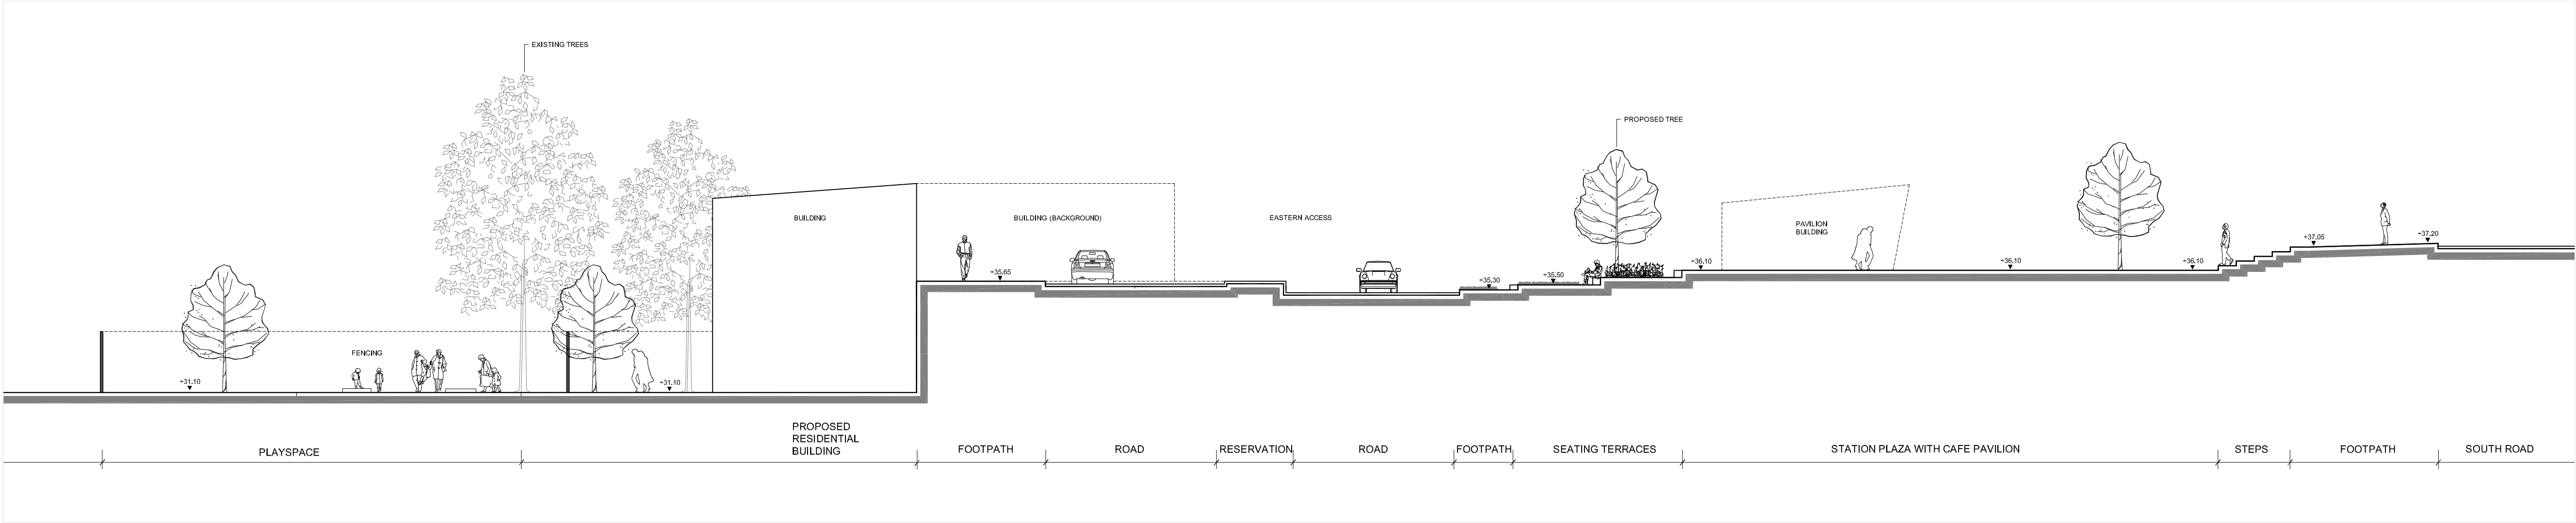 EXISTING TREES
PROPOSED TREE
BUILDING
BUILDING (BACKGROUND)
EASTERN ACCESS
PAVILION
BUILDING
+37.05
+37.20
+35.65
+35.30
+35.50
+36.10
+36.10
+36.10
FENCING
+31.10
+31.10
PLAYSPACE
PROPOSED
RESIDENTIAL
BUILDING
FOOTPATH
ROAD
RESERVATION
ROAD
FOOTPATH
SEATING TERRACES
STATION PLAZA WITH CAFE PAVILION
STEPS
FOOTPATH
SOUTH ROAD